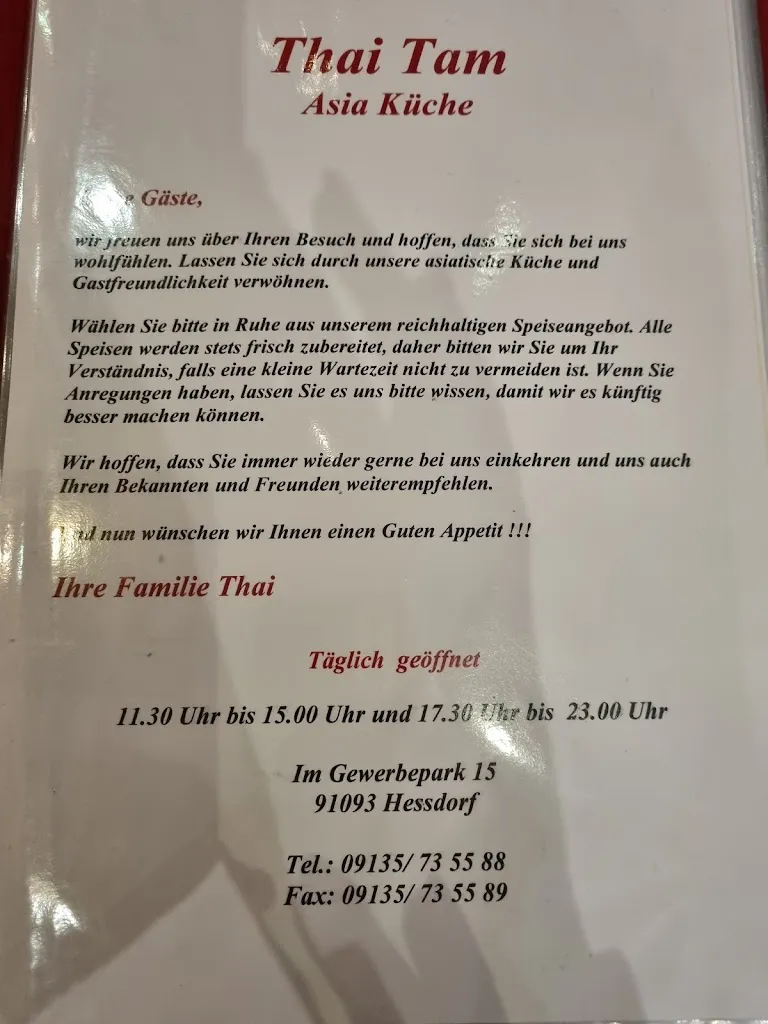 Thai Tam
Asia Küche
Gäste,
wir freuen uns über Ihren Besuch und hoffen, dass Sie sich bei uns
wohlfühlen. Lassen Sie sich durch unsere asiatische Küche und
Gastfreundlichkeit verwöhnen.
Wählen Sie bitte in Ruhe aus unserem reichhaltigen Speiseangebot. Alle
Speisen werden stets frisch zubereitet, daher bitten wir Sie um Ihr
Verständnis, falls eine kleine Wartezeit nicht zu vermeiden ist. Wenn Sie
Anregungen haben, lassen Sie es uns bitte wissen, damit wir es künftig
besser machen können.
Wir hoffen, dass Sie immer wieder gerne bei uns einkehren und uns auch
Ihren Bekannten und Freunden weiterempfehlen.
Und nun wünschen wir Ihnen einen Guten Appetit !!!
Ihre Familie Thai
Täglich geöffnet
11.30 Uhr bis 15.00 Uhr und 17.30 Uhr bis 23.00 Uhr
Im Gewerbepark 15
91093 Hessdorf
Tel.: 09135/ 73 55 88
Fax: 09135/ 73 55 89